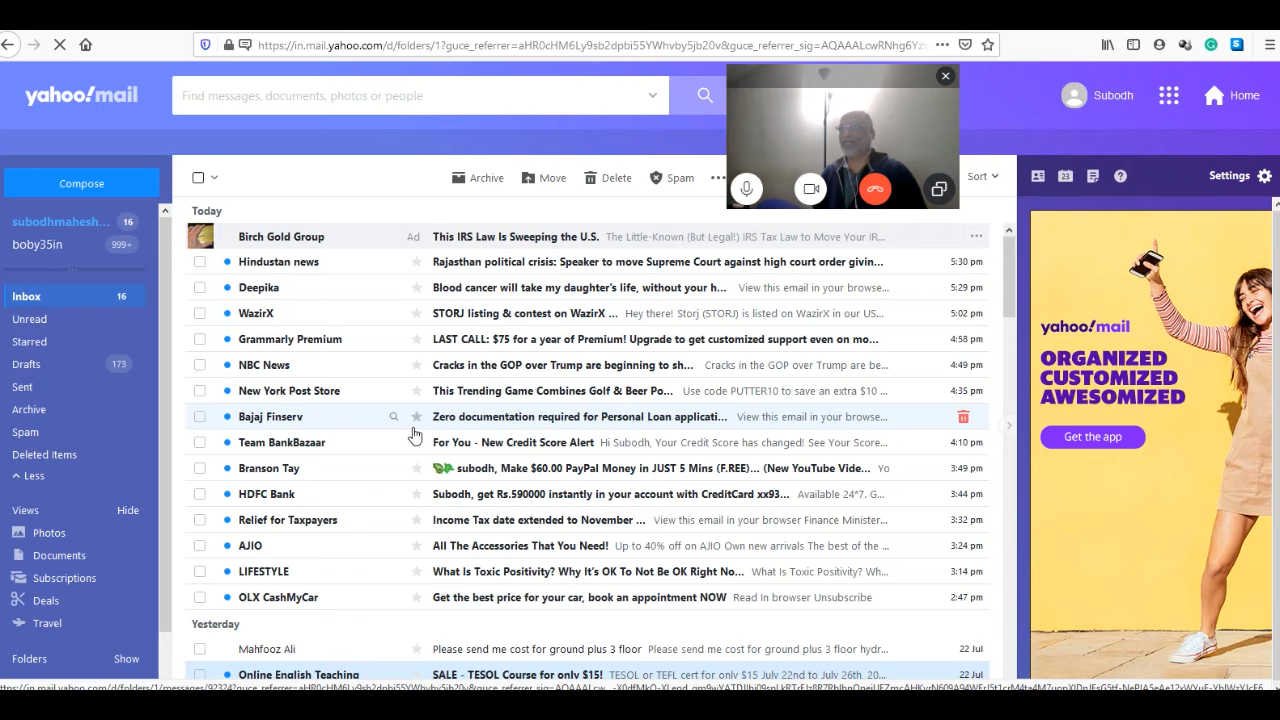 https://in.mail.yahoo.com/d/folders/1?guce_referrer=aHR0cHM6Ly9sb2dpbi55YWhvby5jb20v&guce_referrer_sig=AQAAALcwRNhg6Yz
yahoo!mail
Find messages, documents, photos or people
Subodh
Home
Compose
Archive Move Delete Spam ••• Sort
Settings
23
subodhmahesh... 16
boby35in 999+
Inbox 16
Unread
Starred
Drafts 173
Sent
Archive
Spam
Deleted Items
Less
Views Hide
Photos
Documents
Subscriptions
Deals
Travel
Folders Show
Today
Birch Gold Group Ad This IRS Law Is Sweeping the U.S. The Little-Known (But Legal!) IRS Tax Law to Move Your IR...
Hindustan news Rajasthan political crisis: Speaker to move Supreme Court against high court order givin... 5:30 pm
Deepika Blood cancer will take my daughter's life, without your h... View this email in your browse... 5:29 pm
WazirX STORJ listing & contest on WazirX ... Hey there! Storj (STORJ) is listed on WazirX in our US... 5:02 pm
Grammarly Premium LAST CALL: $75 for a year of Premium! Upgrade to get customized support even on mo... 4:58 pm
NBC News Cracks in the GOP over Trump are beginning to sh... Cracks in the GOP over Trump are be... 4:38 pm
New York Post Store This Trending Game Combines Golf & Beer Po... Use code PUTTER10 to save an extra $10 ... 4:35 pm
Bajaj Finserv Zero documentation required for Personal Loan applicati... View this email in your browse...
Team BankBazaar For You - New Credit Score Alert Hi Subodh, Your Credit Score has changed! See Your Score... 4:10 pm
Branson Tay subodh, Make $60.00 PayPal Money in JUST 5 Mins (F.REE)... (New YouTube Vide... Yo 3:49 pm
HDFC Bank Subodh, get Rs.590000 instantly in your account with CreditCard xx93... Available 24*7. G... 3:44 pm
Relief for Taxpayers Income Tax date extended to November ... View this email in your browser Finance Minister... 3:32 pm
AJIO All The Accessories That You Need! Up to 40% off on AJIO Own new arrivals The best of the ... 3:24 pm
LIFESTYLE What Is Toxic Positivity? Why It's OK To Not Be OK Right No... What Is Toxic Positivity? Wh... 3:14 pm
OLX CashMyCar Get the best price for your car, book an appointment NOW Read In browser Unsubscribe 2:47 pm
Yesterday
Mahfooz Ali Please send me cost for ground plus 3 floor Please send me cost for ground plus 3 floor hydr... 22 Jul
Online English Teaching SALE - TESOL Course for only $15! TESOL or TEFL cert for only $15 July 22nd to July 26th. 20... 22 Jul
yahoo!mail
ORGANIZED
CUSTOMIZED
AWESOMIZED
Get the app